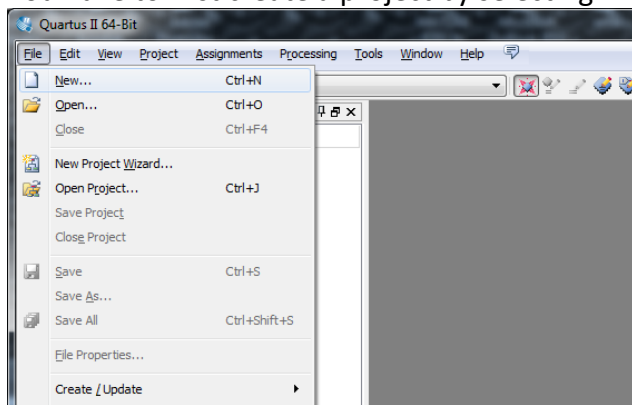 Quartus II 64-Bit
File Edit View Project Assignments Processing Tools Window Help
New... Ctrl+N
Open... Ctrl+O
Close Ctrl+F4
New Project Wizard...
Open Project... Ctrl+J
Save Project
Close Project
Save Ctrl+S
Save As...
Save All Ctrl+Shift+S
File Properties...
Create / Update